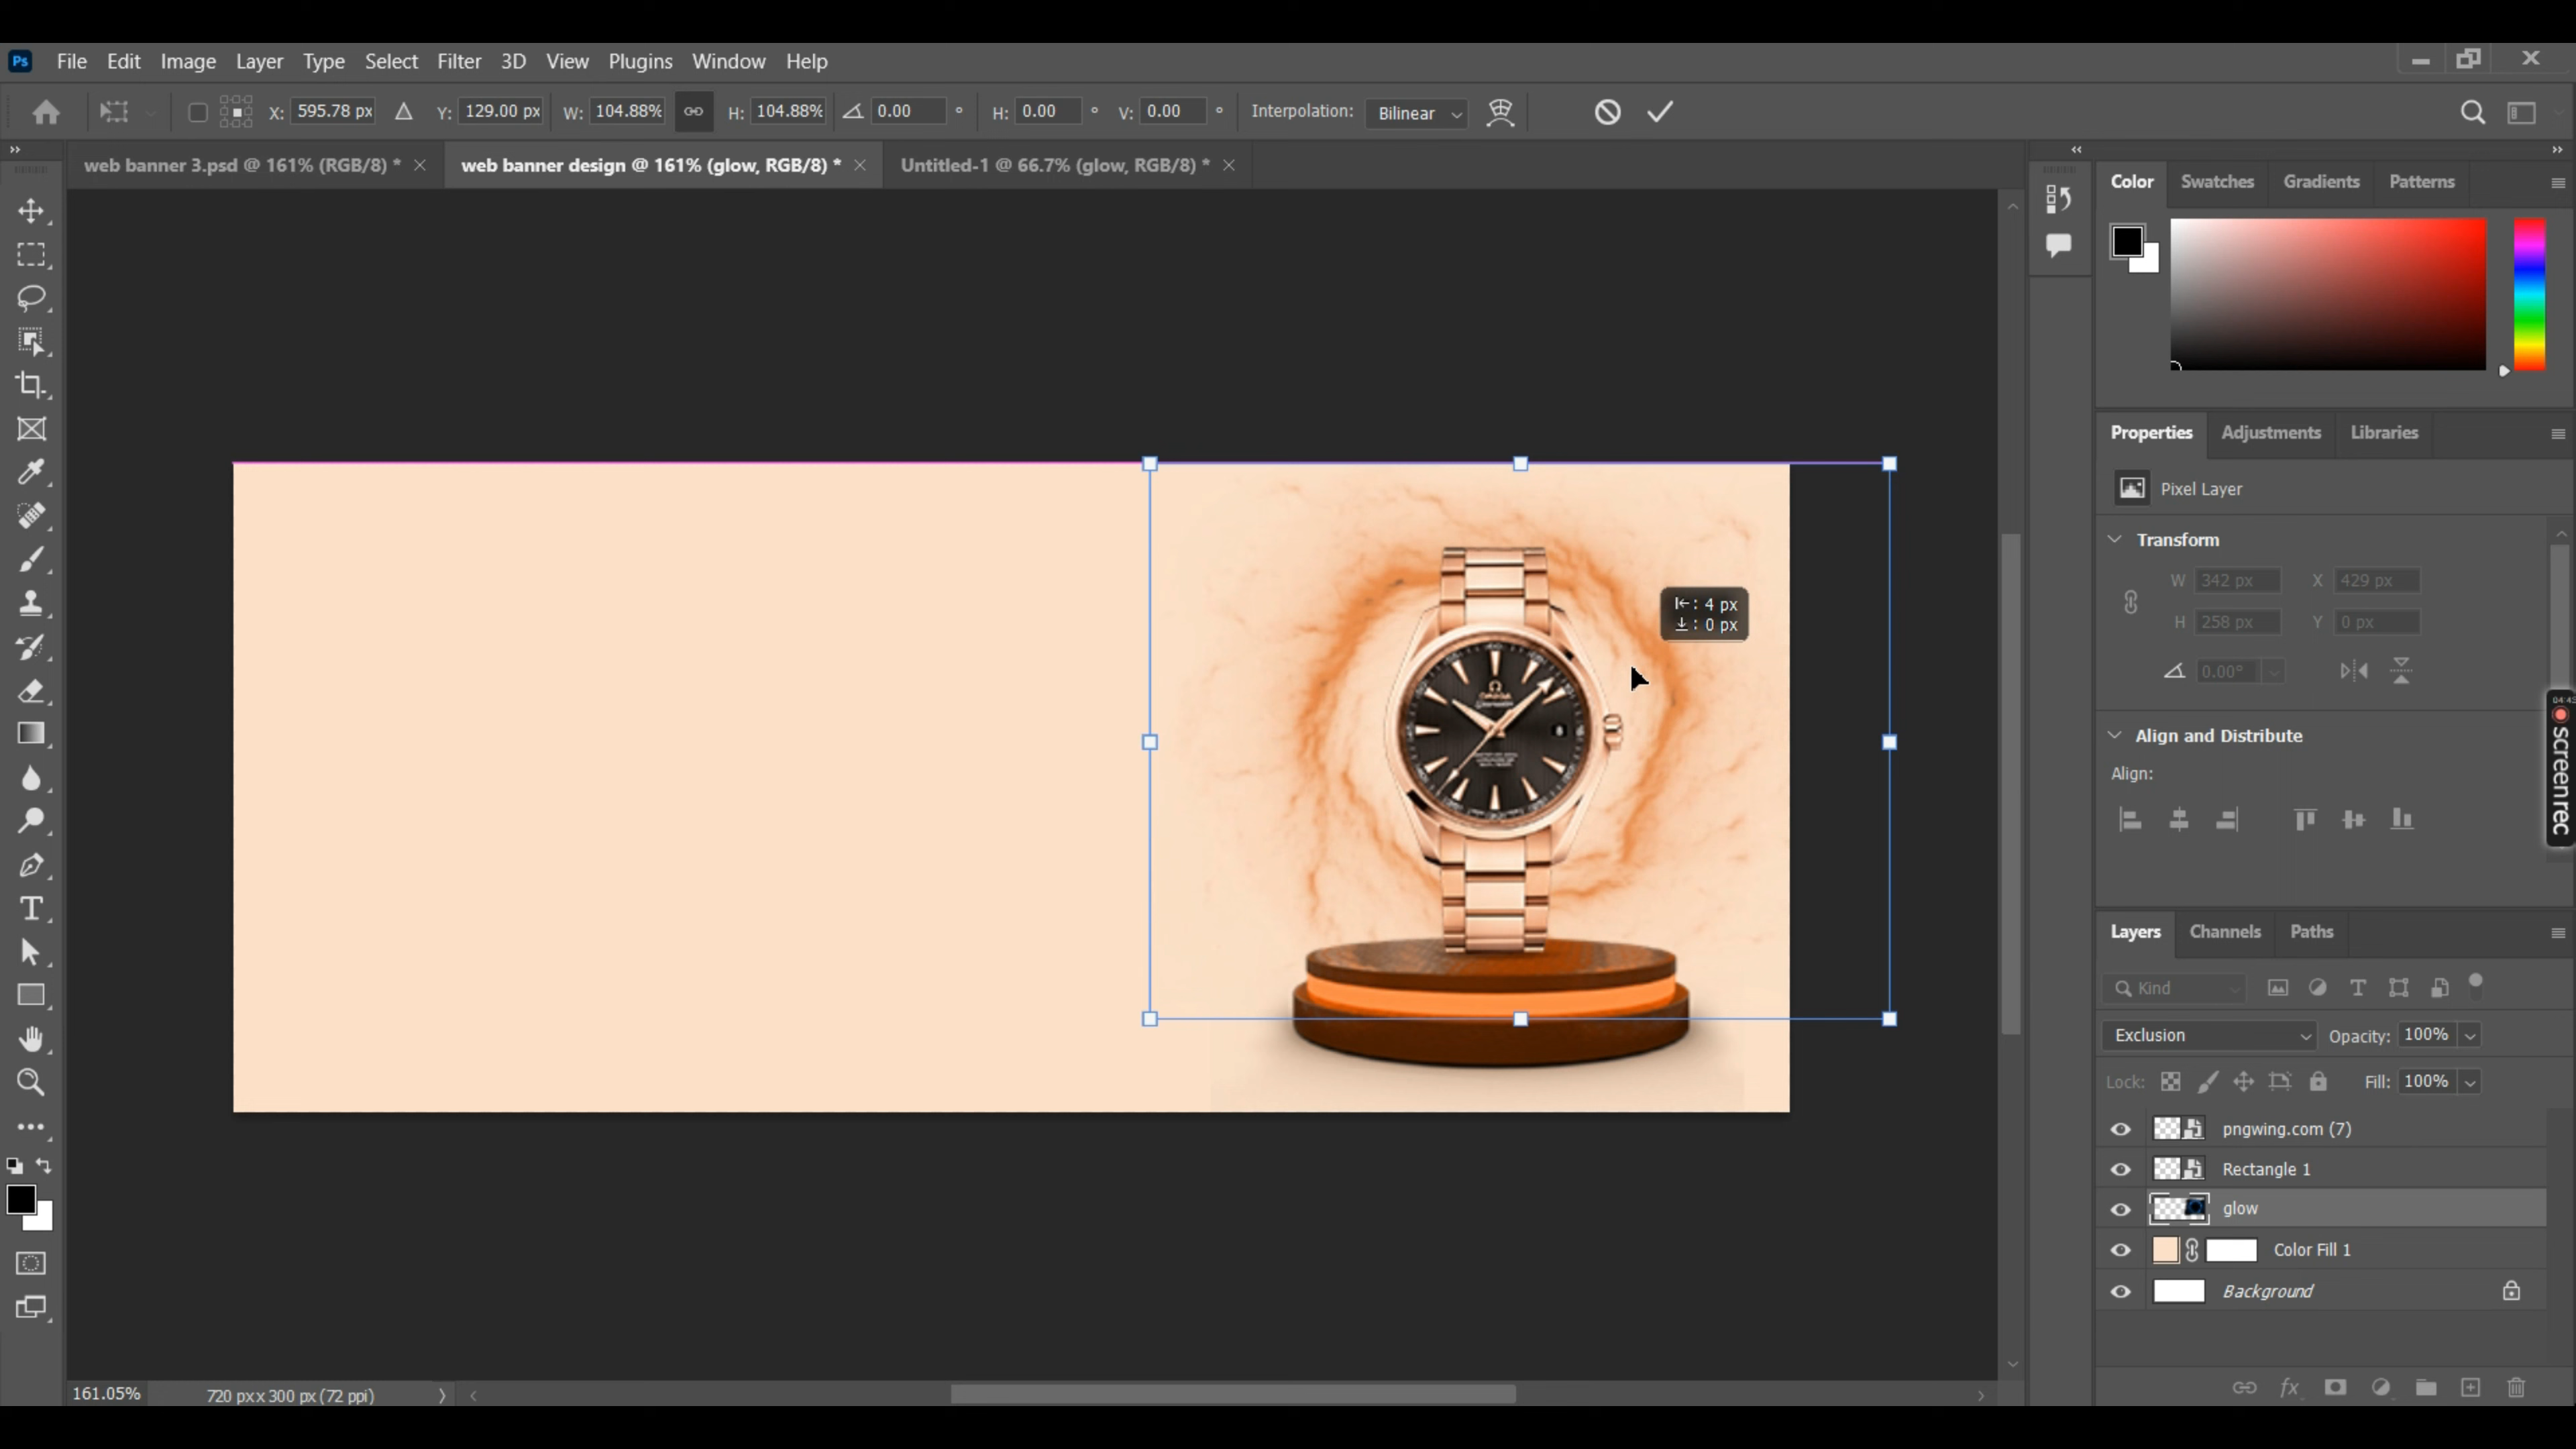 Ps File Edit Image Layer Type Select Filter 3D View Plugins Window Help
X: 595.78 px Y: 129.00 px W: 104.88% H: 104.88% 0.00 ° H: 0.00 ° V: 0.00 ° Interpolation: Bilinear
web banner 3.psd @ 161% (RGB/8) * web banner design @ 161% (glow, RGB/8) * Untitled-1 @ 66.7% (glow, RGB/8) *
Color Swatches Gradients Patterns
Properties Adjustments Libraries
Pixel Layer
Transform
W 342 px X 429 px
H 258 px Y 0 px
0.00°
: 4 px
: 0 px
OMEGA
Align and Distribute
Align:
screenrec
Layers Channels Paths
Kind
Exclusion Opacity: 100%
Lock: Fill: 100%
pngwing.com (7)
Rectangle 1
glow
Color Fill 1
Background
161.05% 720 px x 300 px (72 ppi)